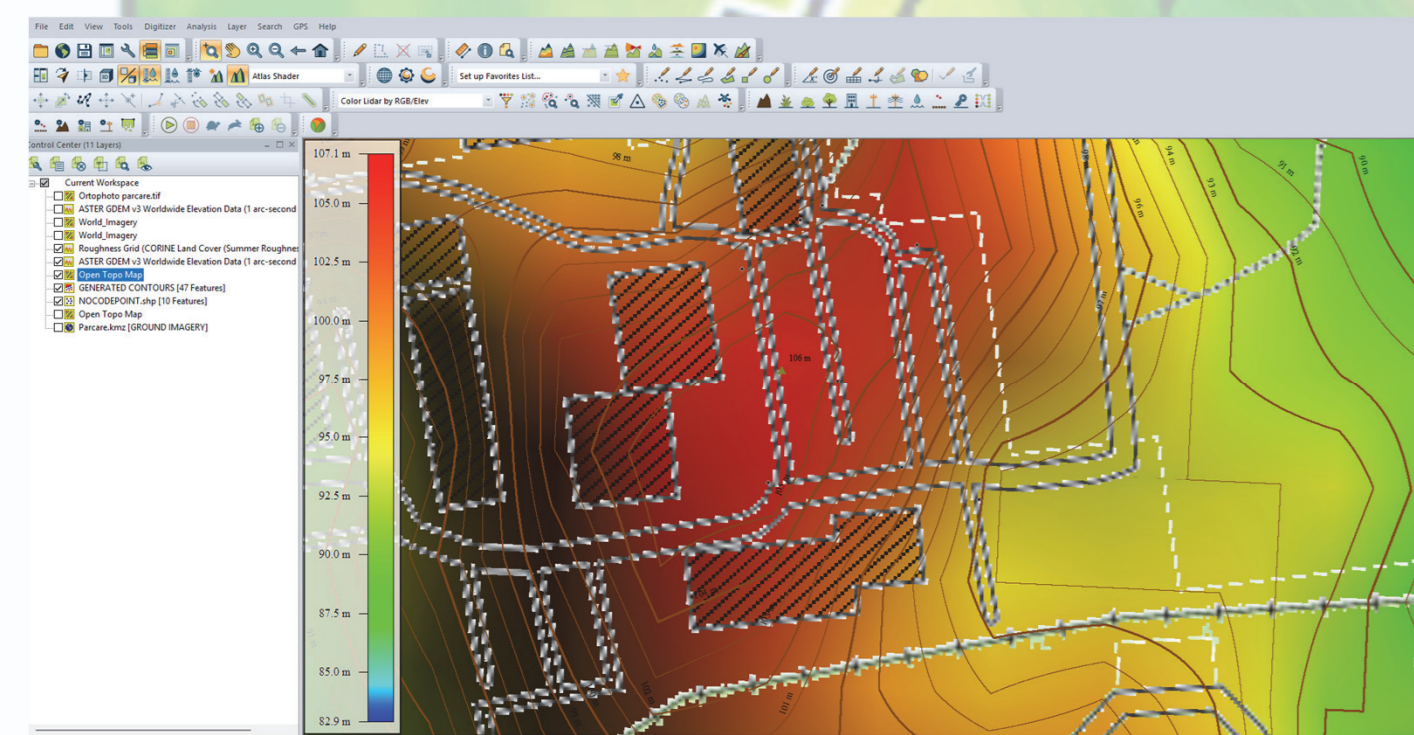 File Edit View Tools Digitizer Analysis Layer Search GPS Help
Atlas Shader
Set up Favorites List...
Color Lidar by RGB/Elev
Control Center (11 Layers)
Current Workspace
Ortophoto parcare.tif
ASTER GDEM v3 Worldwide Elevation Data (1 arc-second
World_Imagery
World_Imagery
Roughness Grid (CORINE Land Cover (Summer Roughnes
ASTER GDEM v3 Worldwide Elevation Data (1 arc-second
Open Topo Map
GENERATED CONTOURS [47 Features]
NOCODEPOINT.shp [10 Features]
Open Topo Map
Parcare.kmz [GROUND IMAGERY]
107.1 m
105.0 m
102.5 m
100.0 m
97.5 m
95.0 m
92.5 m
90.0 m
87.5 m
85.0 m
82.9 m
98 m
98 m
94 m
91 m
90 m
93 m
96 m
92 m
97 m
106 m
102 m
101 m